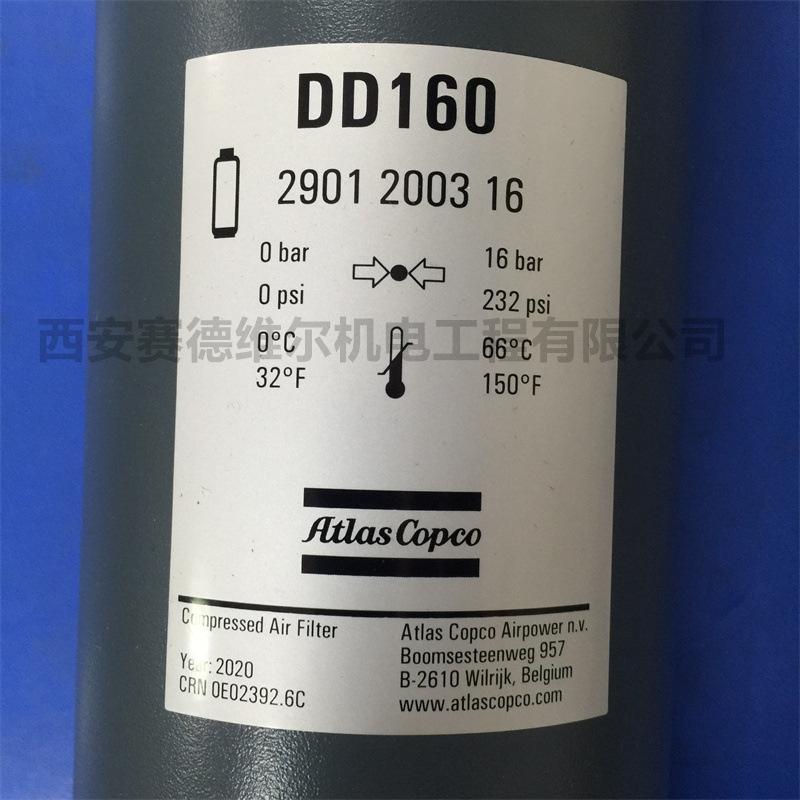 DD160
2901 2003 16
0 bar 16 bar
0 psi 232 psi
西安赛德维尔机电工程有限公司
0°C 66°C
32°F 150°F
Atlas Copco
Compressed Air Filter
Atlas Copco Airpower n.v.
Boomsesteenweg 957
Year: 2020
B-2610 Wilrijk, Belgium
CRN 0E02392.6C
www.atlascopco.com